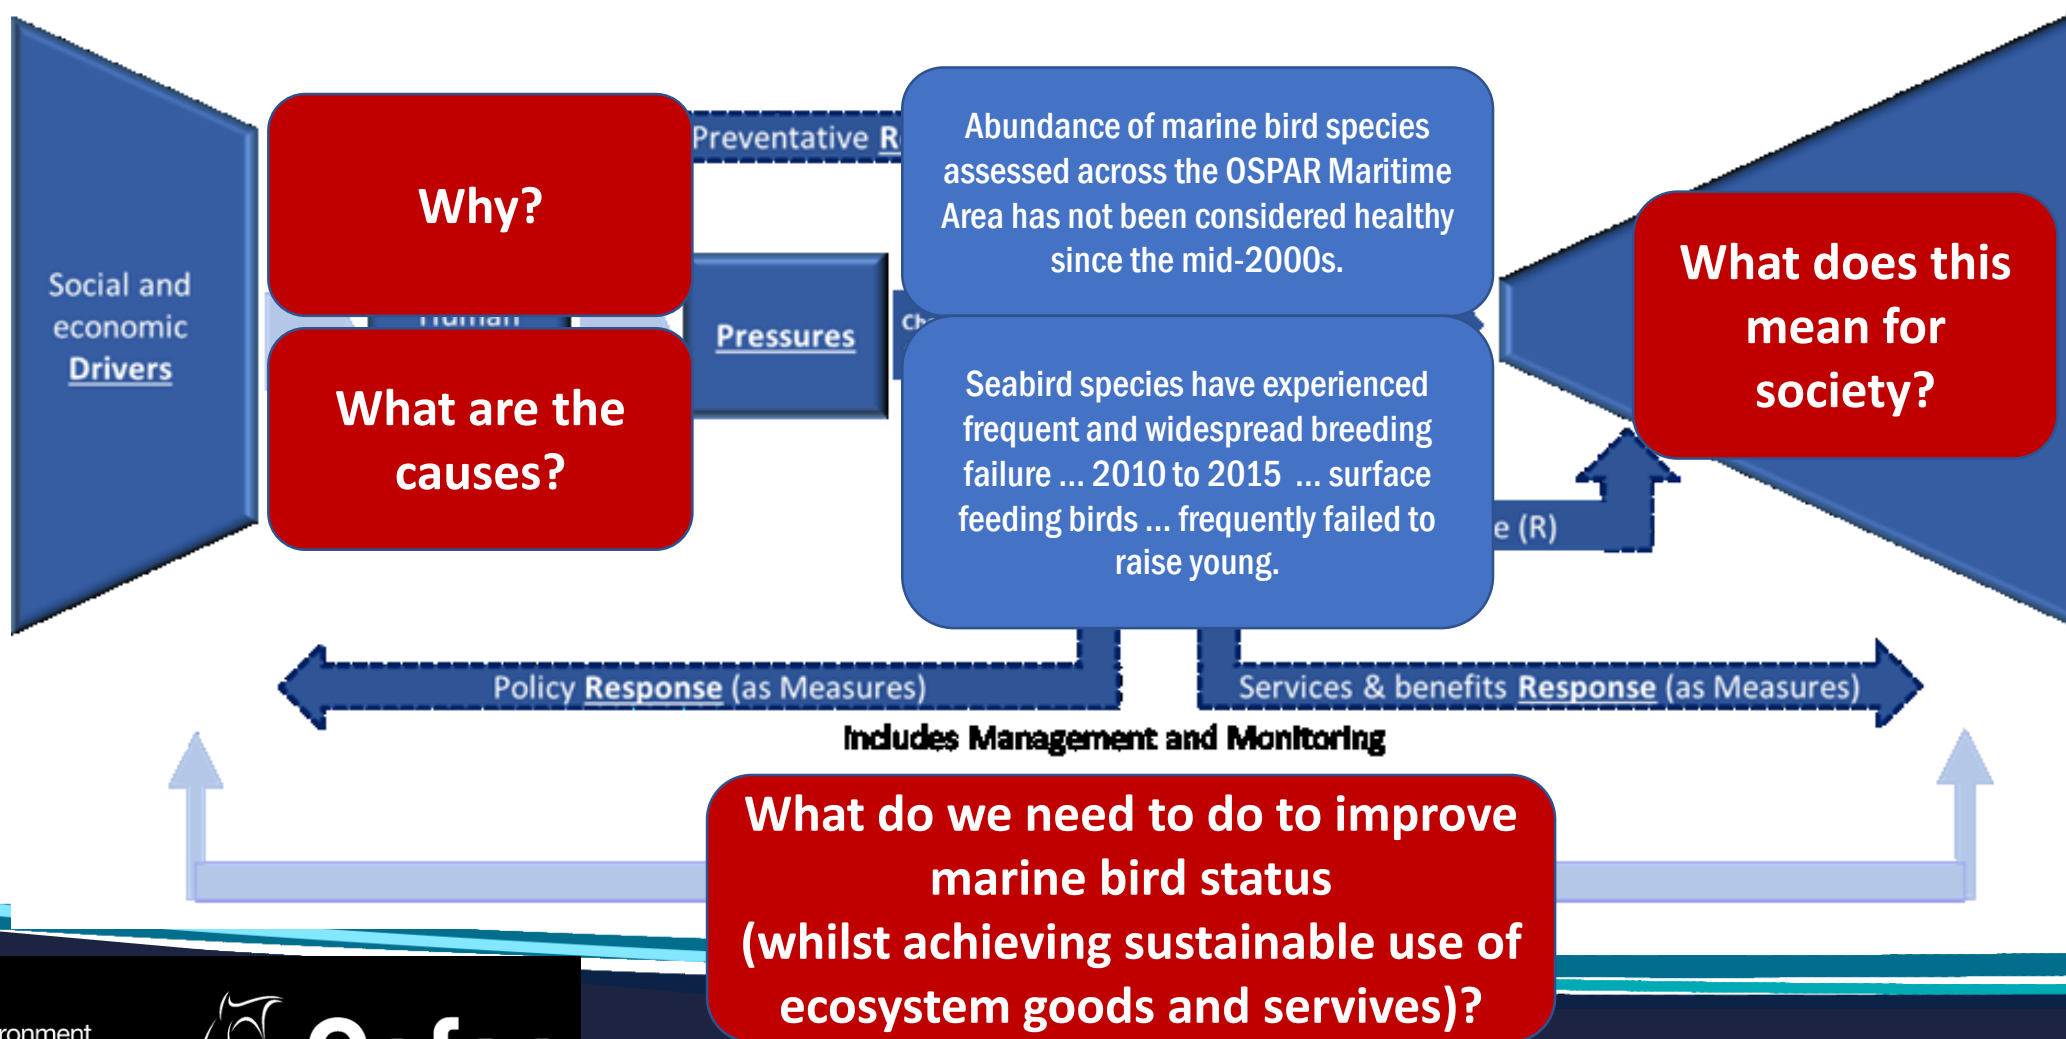 Social and
economic
Drivers
Why?
What are the
causes?
Preventative
Human
Pressures
Abundance of marine bird species
assessed across the OSPAR Maritime
Area has not been considered healthy
since the mid-2000s.
Seabird species have experienced
frequent and widespread breeding
failure ... 2010 to 2015 ... surface
feeding birds ... frequently failed to
raise young.
What does this
mean for
society?
e (R)
Policy Response (as Measures)
Services & benefits Response (as Measures)
Includes Management and Monitoring
What do we need to do to improve
marine bird status
(whilst achieving sustainable use of
ecosystem goods and servives)?